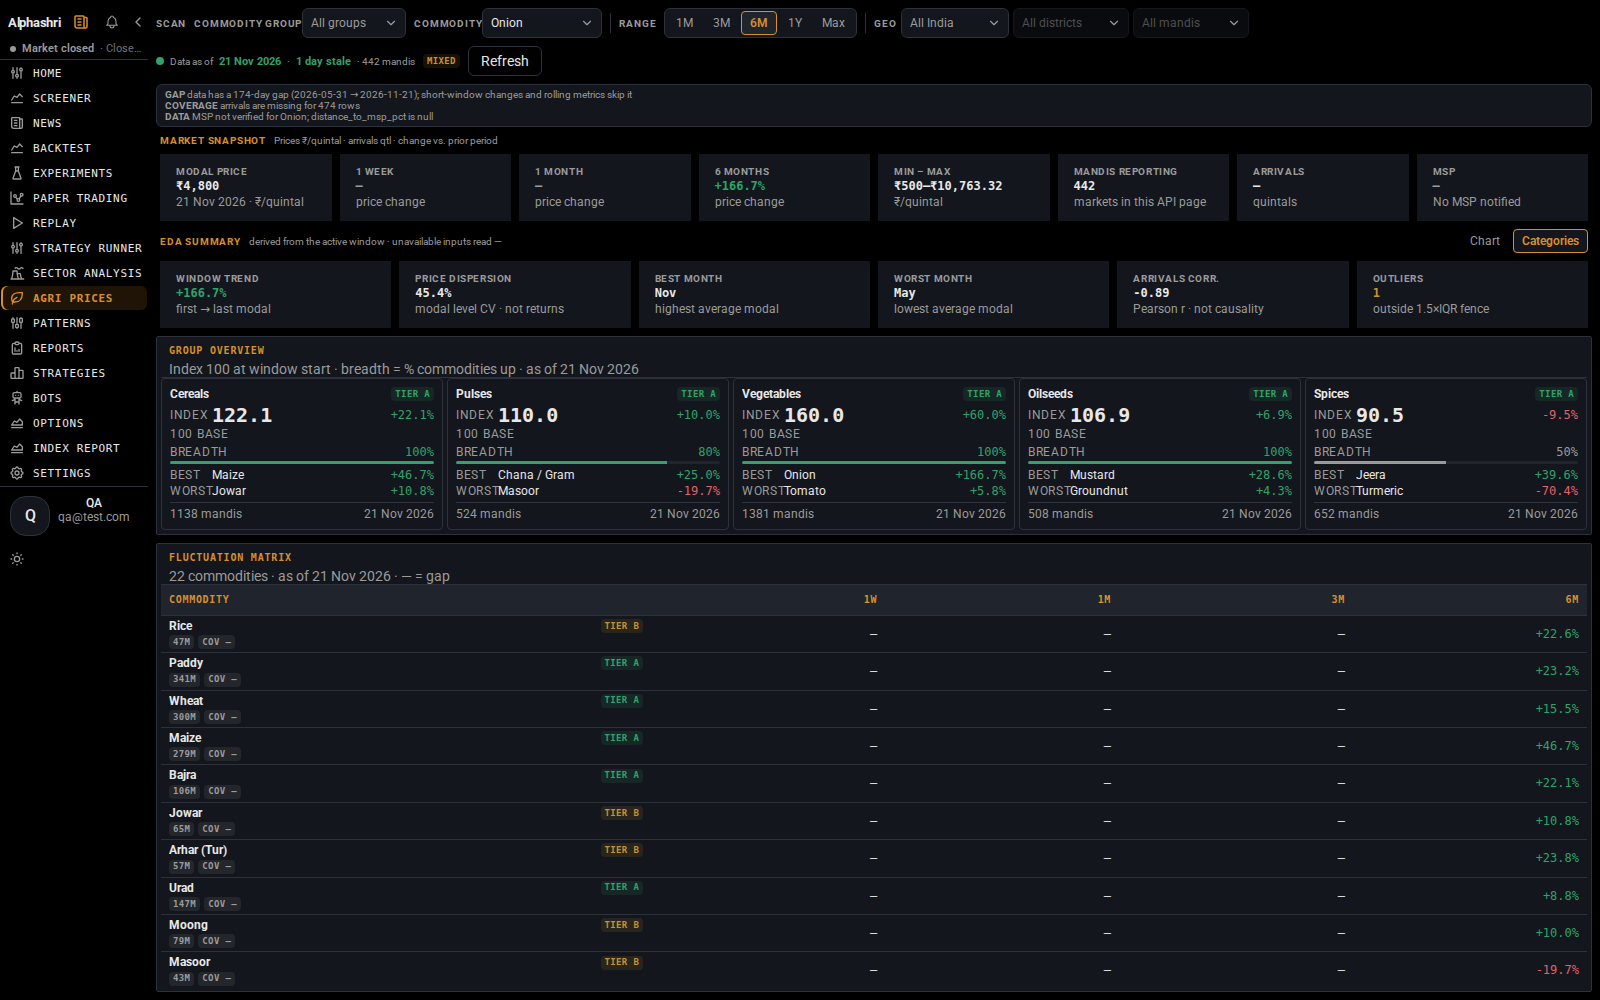 Alphashri
Market closed · Close...
HOME
SCREENER
NEWS
BACKTEST
EXPERIMENTS
PAPER TRADING
REPLAY
STRATEGY RUNNER
SECTOR ANALYSIS
AGRI PRICES
PATTERNS
REPORTS
STRATEGIES
BOTS
OPTIONS
INDEX REPORT
SETTINGS
Q
QA
qa@test.com
SCAN COMMODITY GROUP All groups COMMODITY Onion RANGE 1M 3M 6M 1Y Max GEO All India All districts All mandis
Data as of 21 Nov 2026 · 1 day stale · 442 mandis MIXED Refresh
GAP data has a 174-day gap (2026-05-31 → 2026-11-21); short-window changes and rolling metrics skip it
COVERAGE arrivals are missing for 474 rows
DATA MSP not verified for Onion; distance_to_msp_pct is null
MARKET SNAPSHOT Prices ₹/quintal · arrivals qtl · change vs. prior period
MODAL PRICE 1 WEEK 1 MONTH 6 MONTHS MIN – MAX MANDIS REPORTING ARRIVALS MSP
₹4,800 — — +166.7% ₹500–₹10,763.32 442 — —
21 Nov 2026 · ₹/quintal price change price change price change ₹/quintal markets in this API page quintals No MSP notified
EDA SUMMARY derived from the active window · unavailable inputs read — Chart Categories
WINDOW TREND PRICE DISPERSION BEST MONTH WORST MONTH ARRIVALS CORR. OUTLIERS
+166.7% 45.4% Nov May -0.89 1
first → last modal modal level CV · not returns highest average modal lowest average modal Pearson r · not causality outside 1.5×IQR fence
GROUP OVERVIEW
Index 100 at window start · breadth = % commodities up · as of 21 Nov 2026
Cereals TIER A Pulses TIER A Vegetables TIER A Oilseeds TIER A Spices TIER A
INDEX 122.1 +22.1% INDEX 110.0 +10.0% INDEX 160.0 +60.0% INDEX 106.9 +6.9% INDEX 90.5 -9.5%
100 BASE 100 BASE 100 BASE 100 BASE 100 BASE
BREADTH 100% BREADTH 80% BREADTH 100% BREADTH 100% BREADTH 50%
BEST Maize +46.7% BEST Chana / Gram +25.0% BEST Onion +166.7% BEST Mustard +28.6% BEST Jeera +39.6%
WORST Jowar +10.8% WORST Masoor -19.7% WORST Tomato +5.8% WORST Groundnut +4.3% WORST Turmeric -70.4%
1138 mandis 21 Nov 2026 524 mandis 21 Nov 2026 1381 mandis 21 Nov 2026 508 mandis 21 Nov 2026 652 mandis 21 Nov 2026
FLUCTUATION MATRIX
22 commodities · as of 21 Nov 2026 · — = gap
COMMODITY 1W 1M 3M 6M
Rice TIER B
47M COV — — — — +22.6%
Paddy TIER A
341M COV — — — — +23.2%
Wheat TIER A
300M COV — — — — +15.5%
Maize TIER A
279M COV — — — — +46.7%
Bajra TIER A
106M COV — — — — +22.1%
Jowar TIER B
65M COV — — — — +10.8%
Arhar (Tur) TIER B
57M COV — — — — +23.8%
Urad TIER A
147M COV — — — — +8.8%
Moong TIER B
79M COV — — — — +10.0%
Masoor TIER B
43M COV — — — — -19.7%